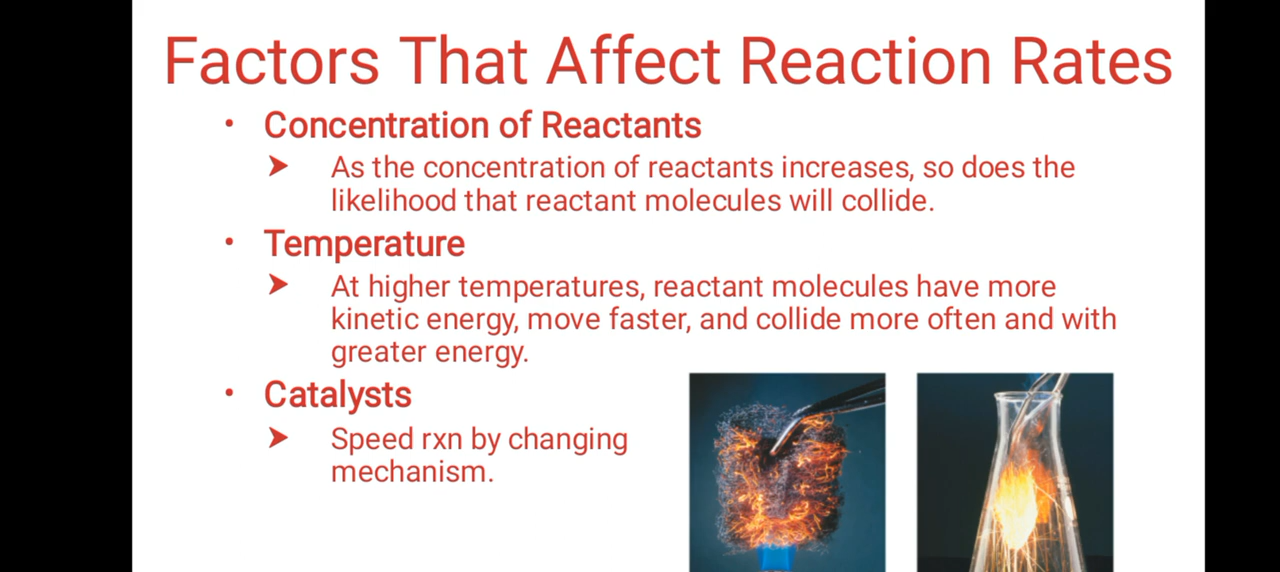 Factors That Affect Reaction Rates
• Concentration of Reactants
➤ As the concentration of reactants increases, so does the
likelihood that reactant molecules will collide.
• Temperature
➤ At higher temperatures, reactant molecules have more
kinetic energy, move faster, and collide more often and with
greater energy.
• Catalysts
➤ Speed rxn by changing
mechanism.